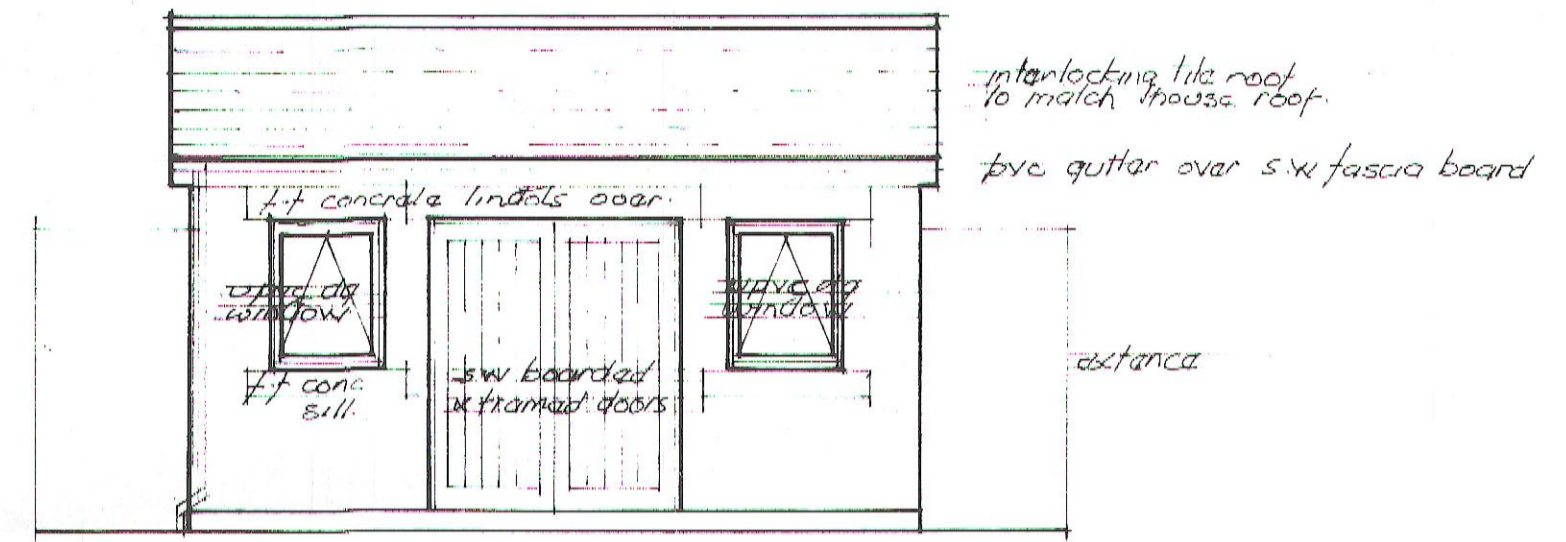 interlocking tile roof
to match house roof.
pvc gutter over s.w fascia board
f.f concrete lintols over.
upvc dg
window
upvc dg
window
f.f conc
sill.
s.w boarded
& framed doors